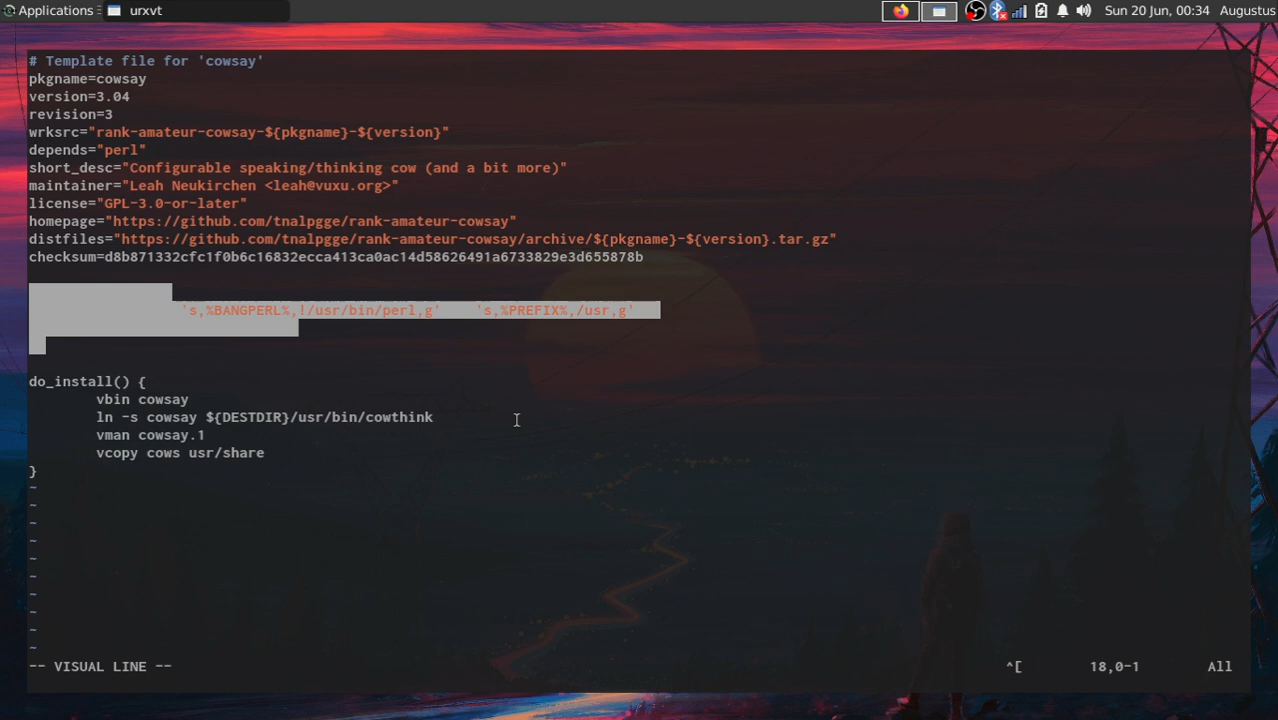 Applications
urxvt
Sun 20 Jun, 00:34
Augustus
# Template file for 'cowsay'
pkgname=cowsay
version=3.04
revision=3
wrksrc="rank-amateur-cowsay-${pkgname}-${version}"
depends="perl"
short_desc="Configurable speaking/thinking cow (and a bit more)"
maintainer="Leah Neukirchen <leah@vuxu.org>"
license="GPL-3.0-or-later"
homepage="https://github.com/tnalpgge/rank-amateur-cowsay"
distfiles="https://github.com/tnalpgge/rank-amateur-cowsay/archive/${pkgname}-${version}.tar.gz"
checksum=d8b871332cfc1f0b6c16832ecca413ca0ac14d58626491a6733829e3d655878b
's,%BANGPERL%,!/usr/bin/perl,g' 's,%PREFIX%,/usr,g'
do_install() {
vbin cowsay
ln -s cowsay ${DESTDIR}/usr/bin/cowthink
vman cowsay.1
vcopy cows usr/share
}
~
~
~
~
~
~
~
~
~
~
-- VISUAL LINE -- ^[ 18,0-1 All